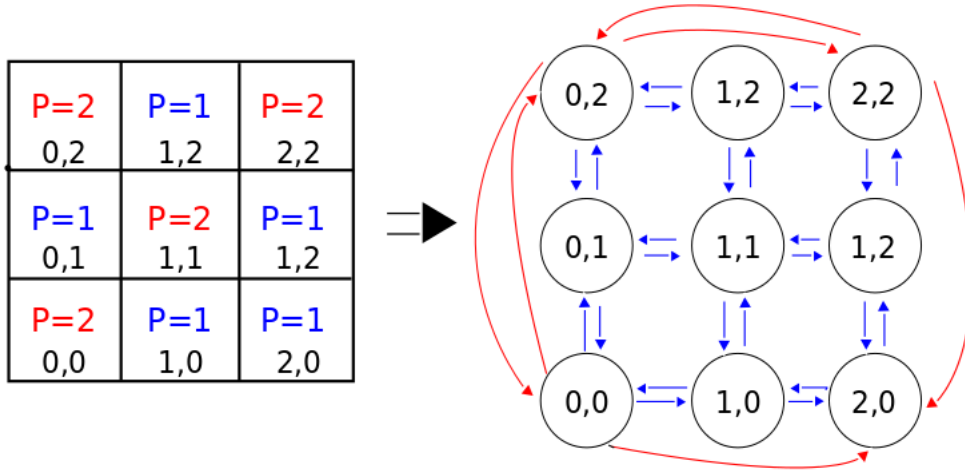 P=2 P=1 P=2
0,2 1,2 2,2
P=1 P=2 P=1
0,1 1,1 1,2
P=2 P=1 P=1
0,0 1,0 2,0
0,2 1,2 2,2
0,1 1,1 1,2
0,0 1,0 2,0